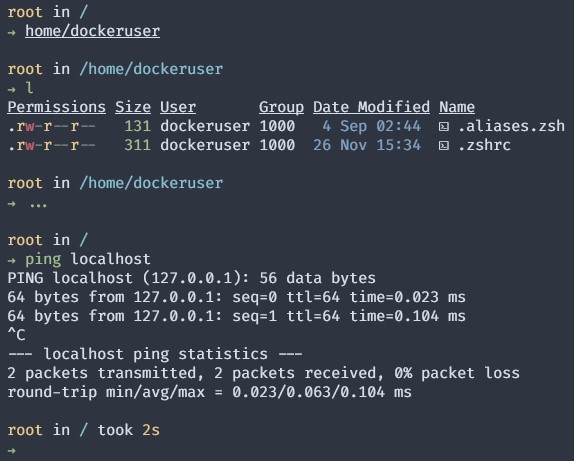 root in /
→ home/dockeruser
root in /home/dockeruser
→ l
Permissions Size User Group Date Modified Name
.rw-r--r-- 131 dockeruser 1000 4 Sep 02:44 .aliases.zsh
.rw-r--r-- 311 dockeruser 1000 26 Nov 15:34 .zshrc
root in /home/dockeruser
→ ...
root in /
→ ping localhost
PING localhost (127.0.0.1): 56 data bytes
64 bytes from 127.0.0.1: seq=0 ttl=64 time=0.023 ms
64 bytes from 127.0.0.1: seq=1 ttl=64 time=0.104 ms
^C
--- localhost ping statistics ---
2 packets transmitted, 2 packets received, 0% packet loss
round-trip min/avg/max = 0.023/0.063/0.104 ms
root in / took 2s
→